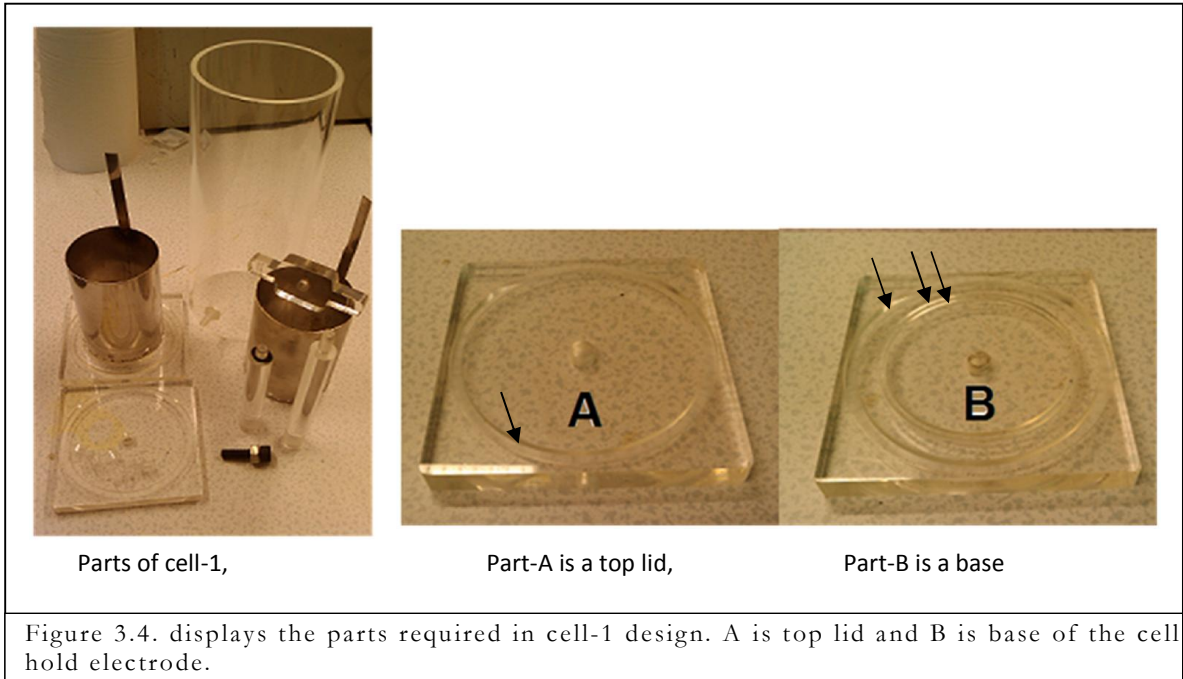 A
B
Parts of cell-1,
Part-A is a top lid,
Part-B is a base
Figure 3.4. displays the parts required in cell-1 design. A is top lid and B is base of the cell
hold electrode.